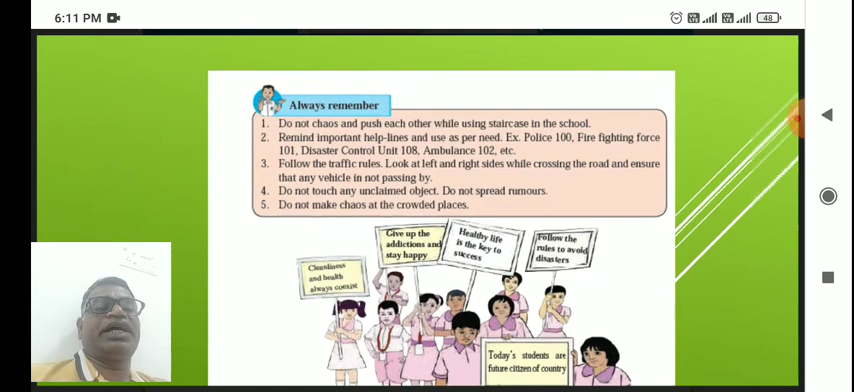 6:11 PM
48
Always remember
1. Do not chaos and push each other while using staircase in the school.
2. Remind important help-lines and use as per need. Ex. Police 100, Fire fighting force
101, Disaster Control Unit 108, Ambulance 102, etc.
3. Follow the traffic rules. Look at left and right sides while crossing the road and ensure
that any vehicle in not passing by.
4. Do not touch any unclaimed object. Do not spread rumours.
5. Do not make chaos at the crowded places.
Cleanliness
and health
always coexist
Give up the
addictions and
stay happy
Healthy life
is the key to
success
Follow the
rules to avoid
disasters
Today's students are
future citizen of country